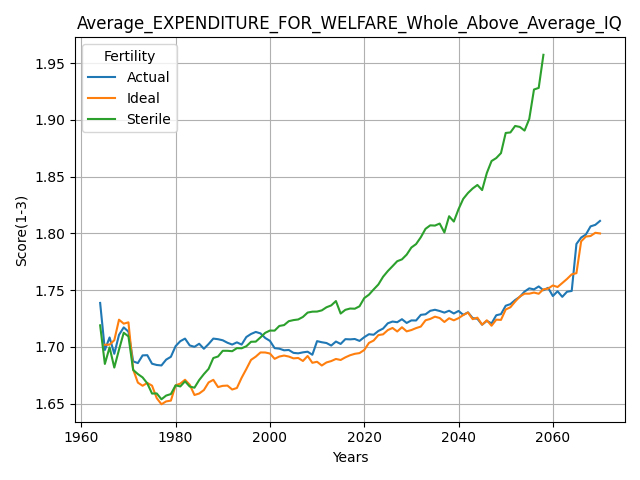 Average_EXPENDITURE_FOR_WELFARE_Whole_Above_Average_IQ
Fertility
Actual
Ideal
Sterile
Score(1-3)
1.95
1.90
1.85
1.80
1.75
1.70
1.65
1960
1980
2000
2020
2040
2060
Years